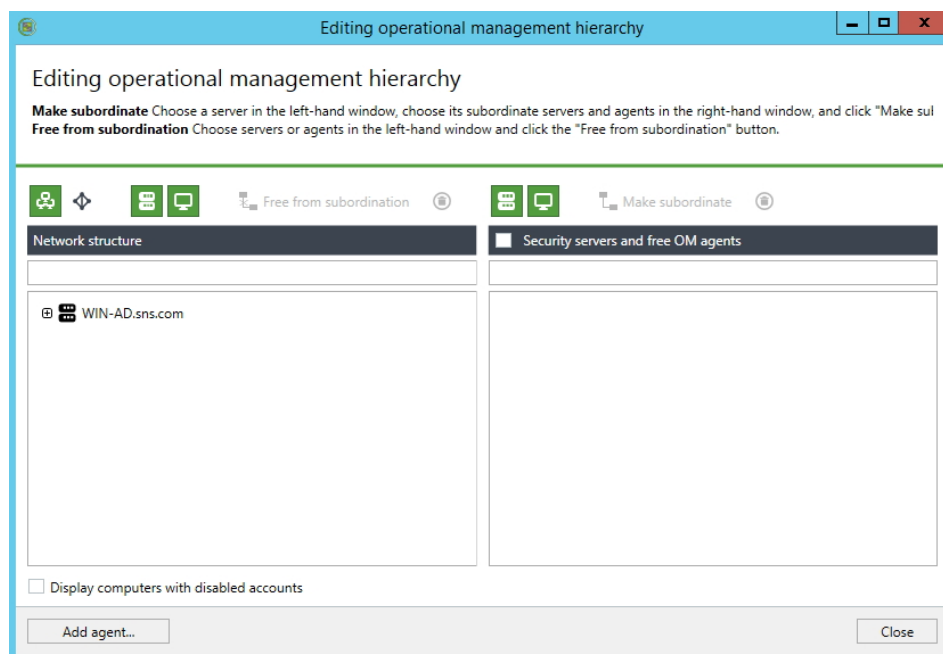 Editing operational management hierarchy
Editing operational management hierarchy
Make subordinate Choose a server in the left-hand window, choose its subordinate servers and agents in the right-hand window, and click "Make sul
Free from subordination Choose servers or agents in the left-hand window and click the "Free from subordination" button.
Free from subordination
Make subordinate
Network structure
Security servers and free OM agents
WIN-AD.sns.com
Display computers with disabled accounts
Add agent...
Close